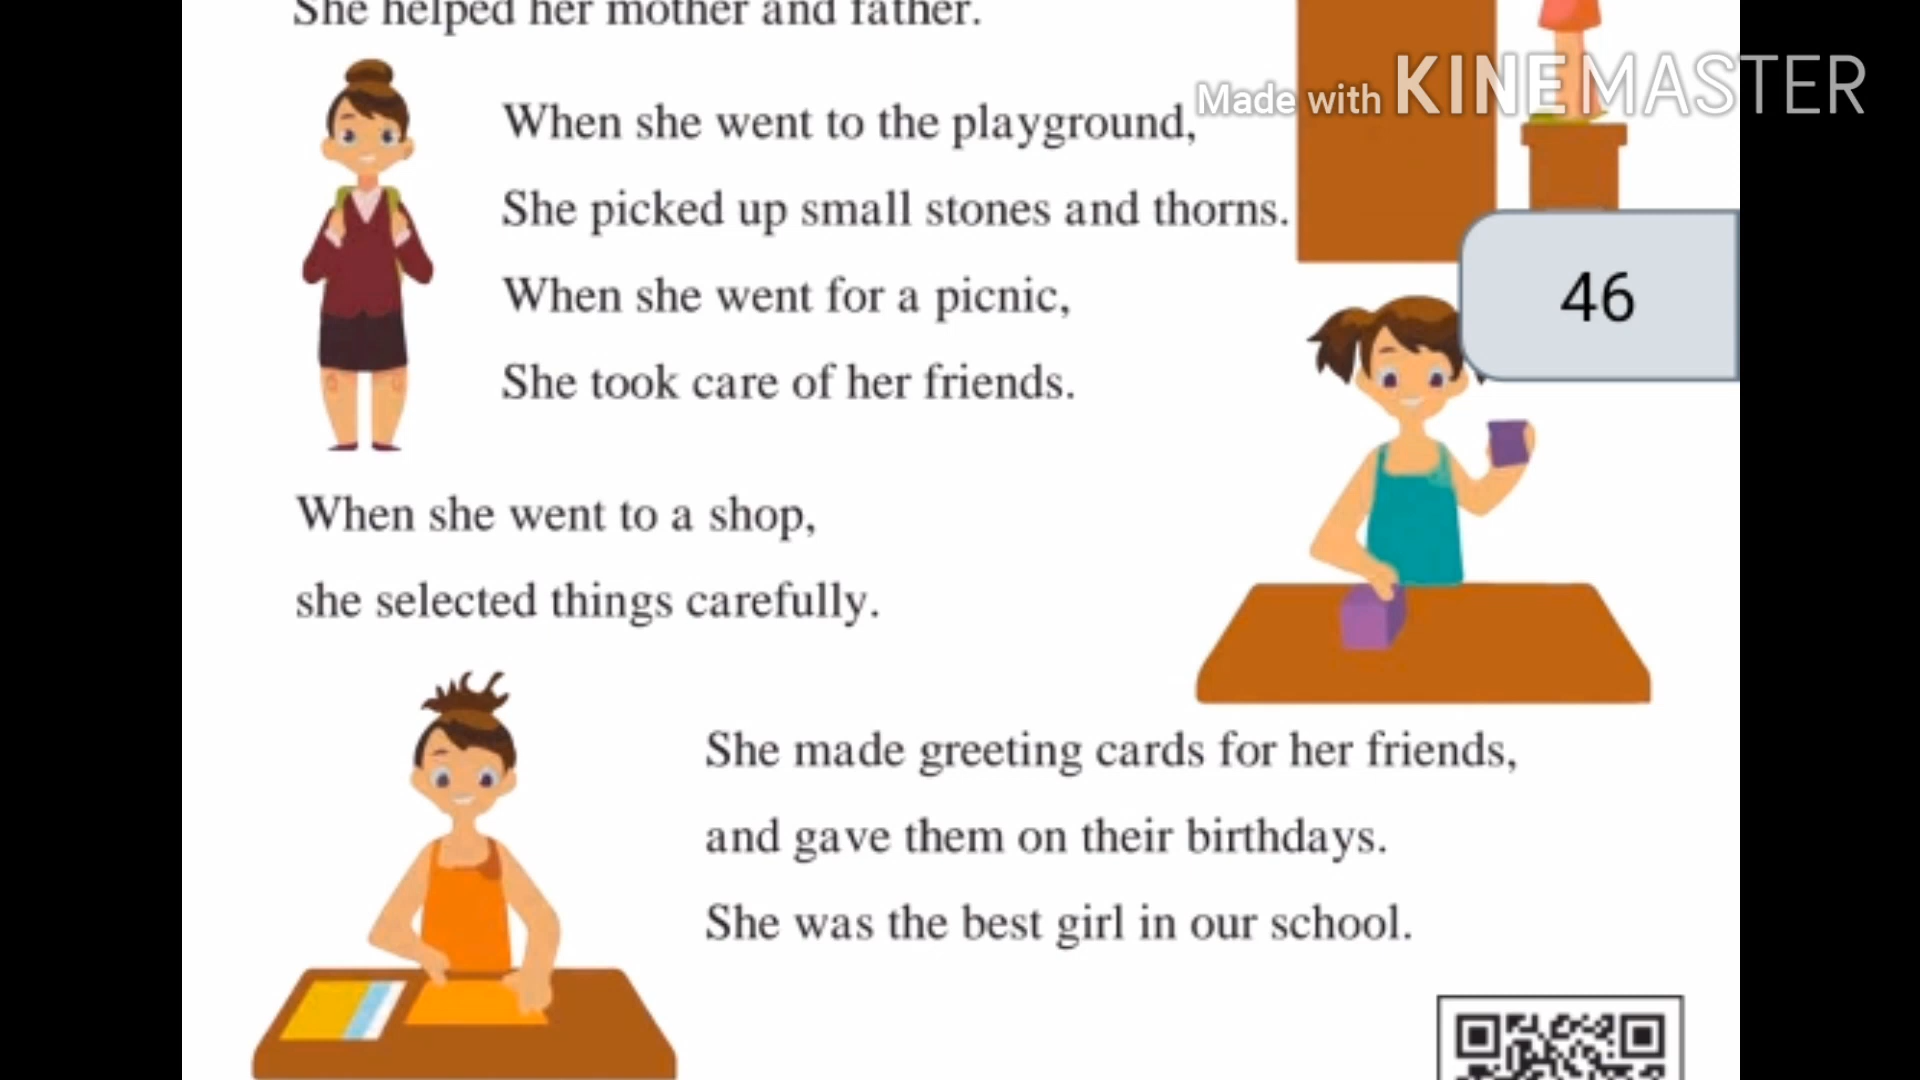 She helped her mother and father.
Made with KINEMASTER
When she went to the playground,
She picked up small stones and thorns.
46
When she went for a picnic,
She took care of her friends.
When she went to a shop,
she selected things carefully.
She made greeting cards for her friends,
and gave them on their birthdays.
She was the best girl in our school.